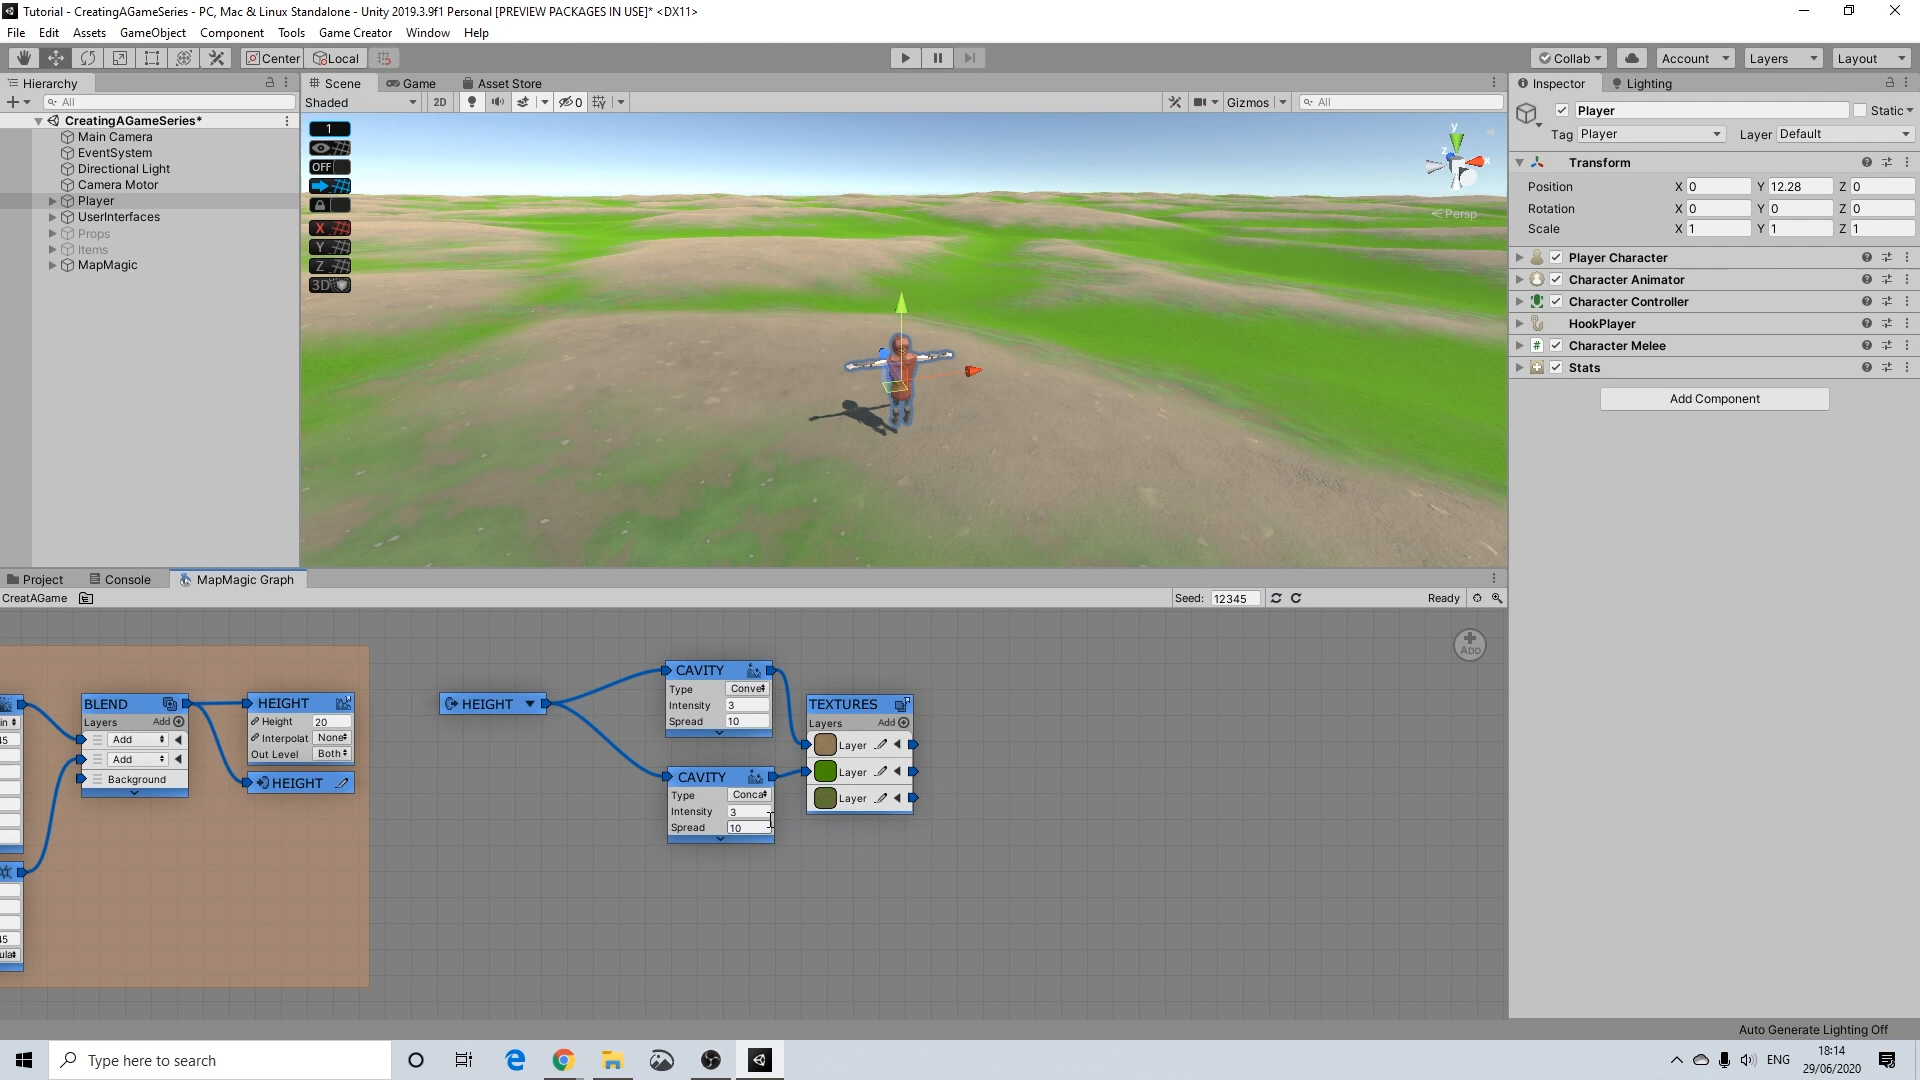 Tutorial - CreatingAGameSeries - PC, Mac & Linux Standalone - Unity 2019.3.9f1 Personal [PREVIEW PACKAGES IN USE]* <DX11>
File Edit Assets GameObject Component Tools Game Creator Window Help
Center Local Collab Account Layers Layout
Hierarchy Scene Game Asset Store Inspector Lighting
All Shaded 2D 0 Gizmos All Player Static
CreatingAGameSeries*
Main Camera
EventSystem
Directional Light
Camera Motor
Player
UserInterfaces
Props
Items
MapMagic
1
OFF
X
Y
Z
3D
y
x
z
Persp
Tag Player Layer Default
Transform
Position X 0 Y 12.28 Z 0
Rotation X 0 Y 0 Z 0
Scale X 1 Y 1 Z 1
Player Character
Character Animator
Character Controller
HookPlayer
# Character Melee
Stats
Add Component
Project Console MapMagic Graph
CreatAGame Seed: 12345 Ready
ADD
BLEND
Layers Add
Add
Add
Background
HEIGHT
Height 20
Interpolat None
Out Level Both
HEIGHT
HEIGHT
CAVITY
Type Conve
Intensity 3
Spread 10
CAVITY
Type Conca
Intensity 3
Spread 10
TEXTURES
Layers Add
Layer
Layer
Layer
Auto Generate Lighting Off
Type here to search
ENG
18:14
29/06/2020